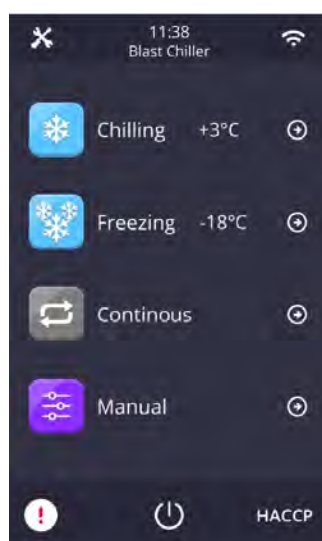 11:38
Blast Chiller
Chilling +3°C
Freezing -18°C
Continous
Manual
! HACCP